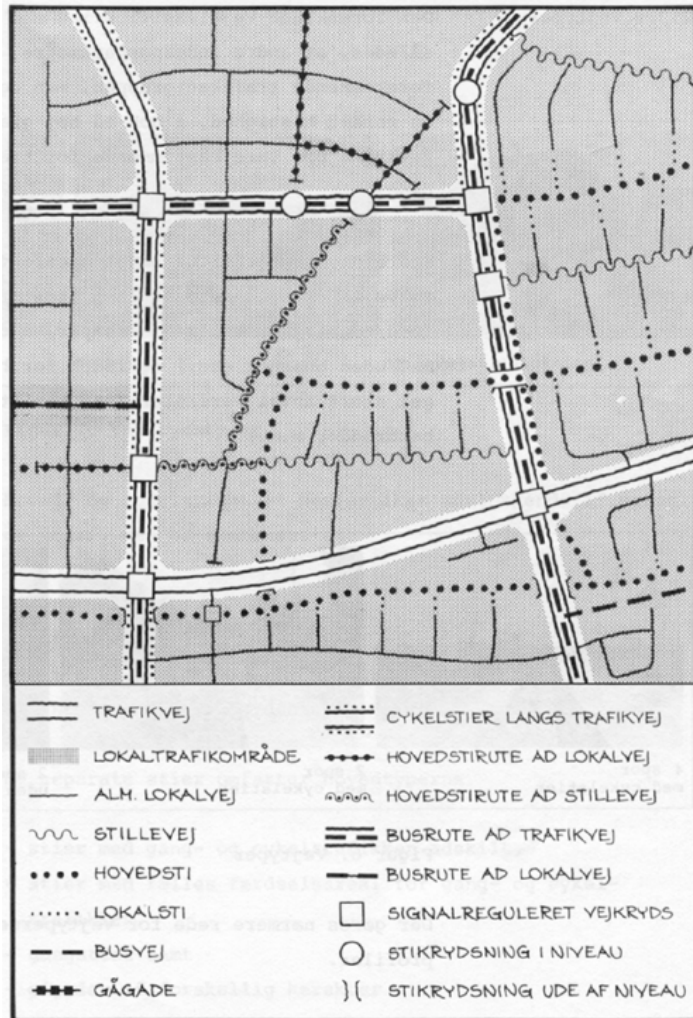 TRAFIKVEJ
LOKALTRAFIKOMRÅDE
ALM. LOKALVEJ
STILLEVEJ
HOVEDSTI
LOKALSTI
BUSVEJ
GÅGADE
CYKELSTIER LANGS TRAFIKVEJ
HOVEDSTIRUTE AD LOKALVEJ
HOVEDSTIRUTE AD STILLEVEJ
BUSRUTE AD TRAFIKVEJ
BUSRUTE AD LOKALVEJ
SIGNALREGULERET VEJKRYDS
STIKRYDSNING I NIVEAU
STIKRYDSNING UDE AF NIVEAU